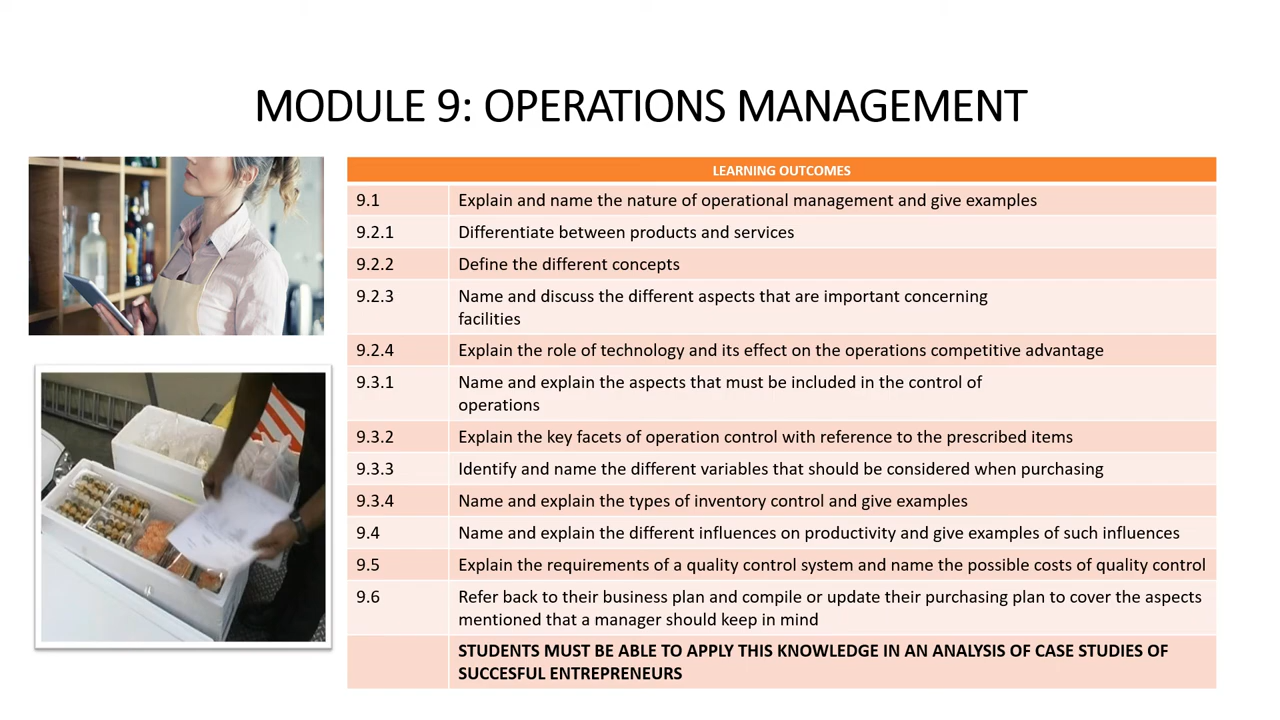 MODULE 9: OPERATIONS MANAGEMENT
LEARNING OUTCOMES
9.1 Explain and name the nature of operational management and give examples
9.2.1 Differentiate between products and services
9.2.2 Define the different concepts
9.2.3 Name and discuss the different aspects that are important concerning
facilities
9.2.4 Explain the role of technology and its effect on the operations competitive advantage
9.3.1 Name and explain the aspects that must be included in the control of
operations
9.3.2 Explain the key facets of operation control with reference to the prescribed items
9.3.3 Identify and name the different variables that should be considered when purchasing
9.3.4 Name and explain the types of inventory control and give examples
9.4 Name and explain the different influences on productivity and give examples of such influences
9.5 Explain the requirements of a quality control system and name the possible costs of quality control
9.6 Refer back to their business plan and compile or update their purchasing plan to cover the aspects
mentioned that a manager should keep in mind
STUDENTS MUST BE ABLE TO APPLY THIS KNOWLEDGE IN AN ANALYSIS OF CASE STUDIES OF
SUCCESFUL ENTREPRENEURS